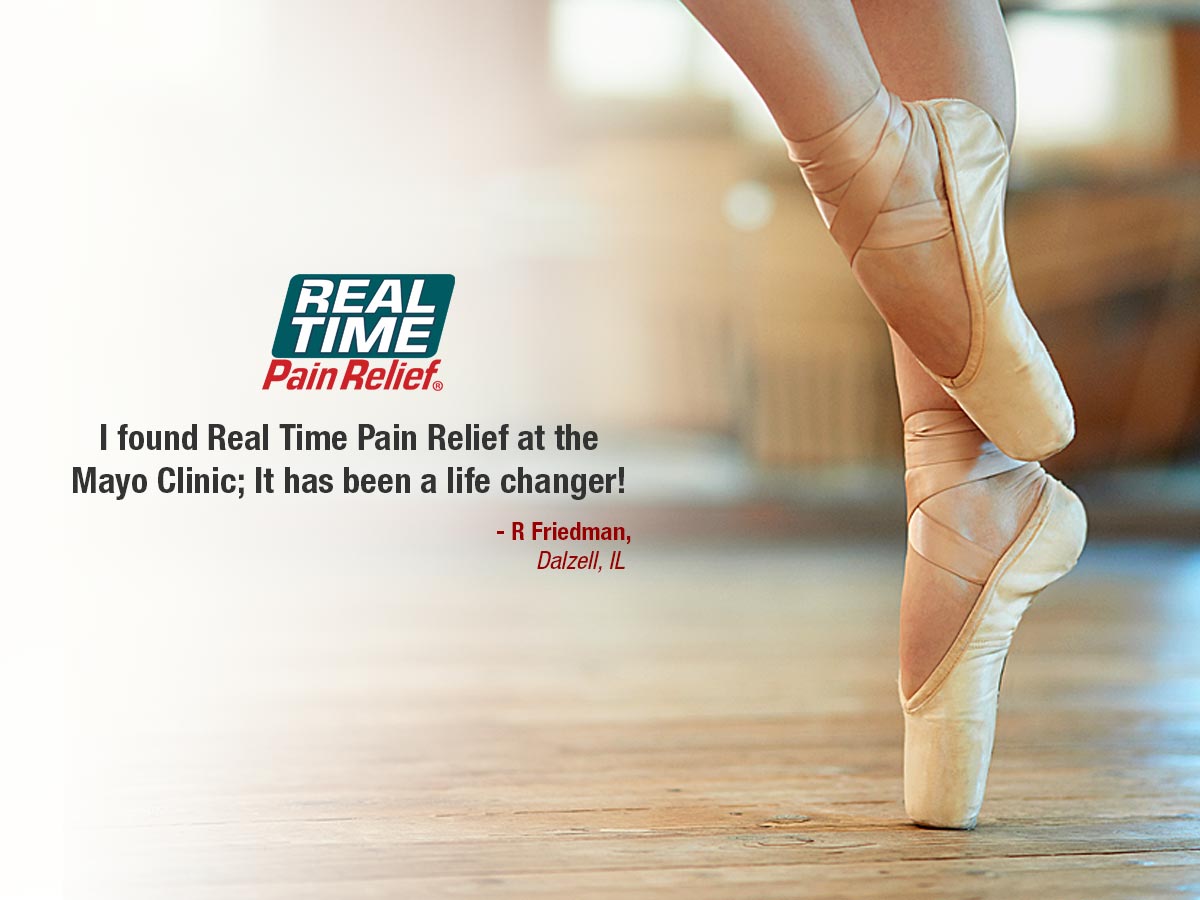 REAL
TIME
Pain Relief®
I found Real Time Pain Relief at the
Mayo Clinic; It has been a life changer!
- R Friedman,
Dalzell, IL